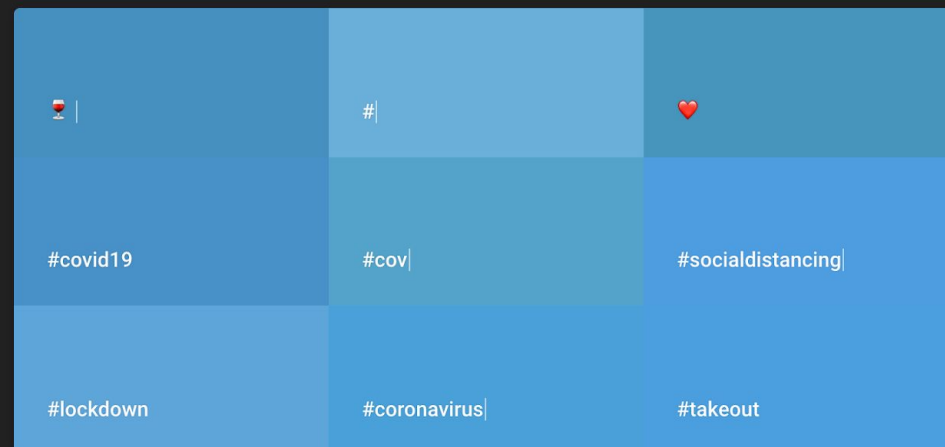 🍷
#
❤️
#covid19
#cov
#socialdistancing
#lockdown
#coronavirus
#takeout